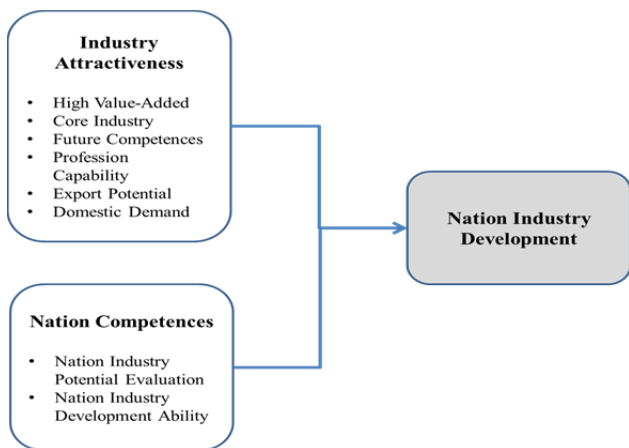 Industry
Attractiveness
• High Value-Added
• Core Industry
• Future Competences
• Profession
Capability
• Export Potential
• Domestic Demand
Nation Industry
Development
Nation Competences
• Nation Industry
Potential Evaluation
• Nation Industry
Development Ability